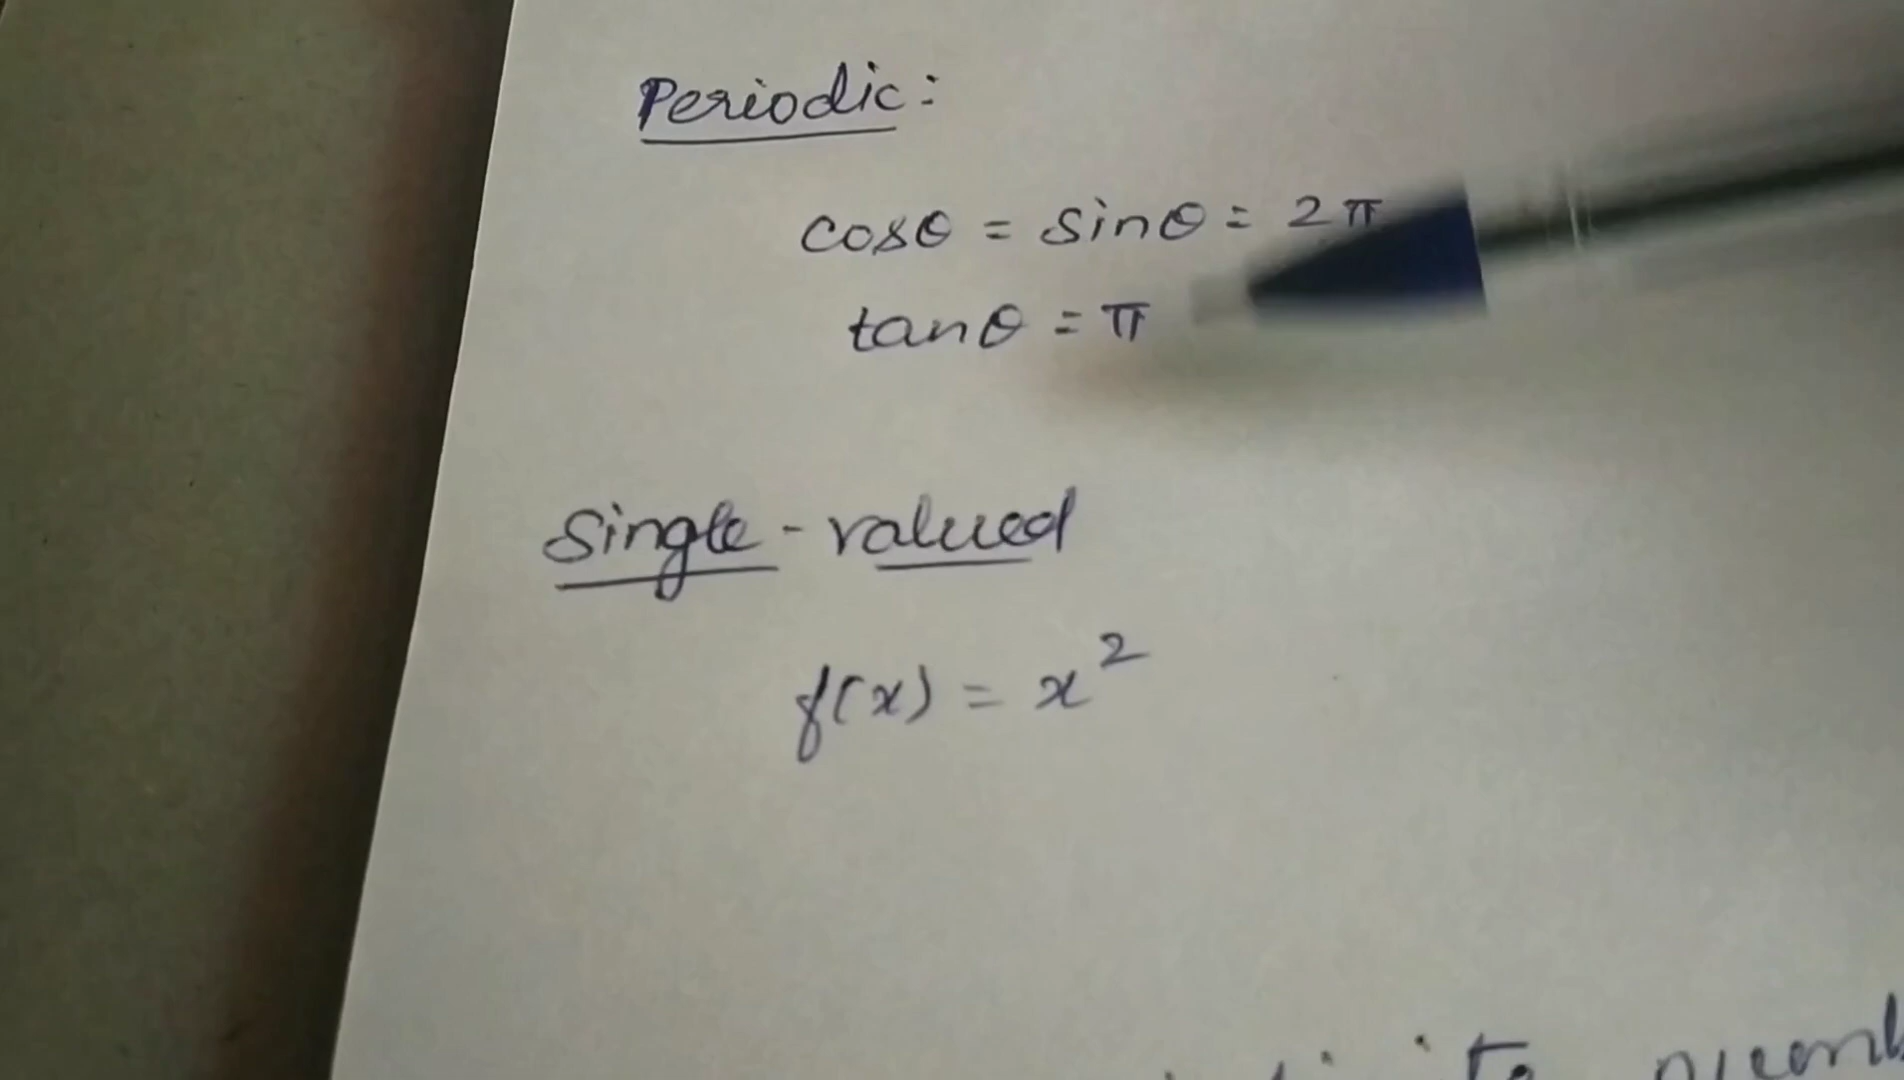 Periodic:
cosθ = sinθ = 2π
tanθ = π
Single-valued
f(x) = x²